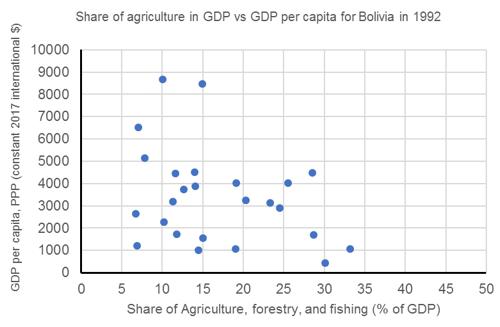 Share of agriculture in GDP vs GDP per capita for Bolivia in 1992
GDP per capita, PPP (constant 2017 international $)
10000
9000
8000
7000
6000
5000
4000
3000
2000
1000
0
0 5 10 15 20 25 30 35 40 45 50
Share of Agriculture, forestry, and fishing (% of GDP)